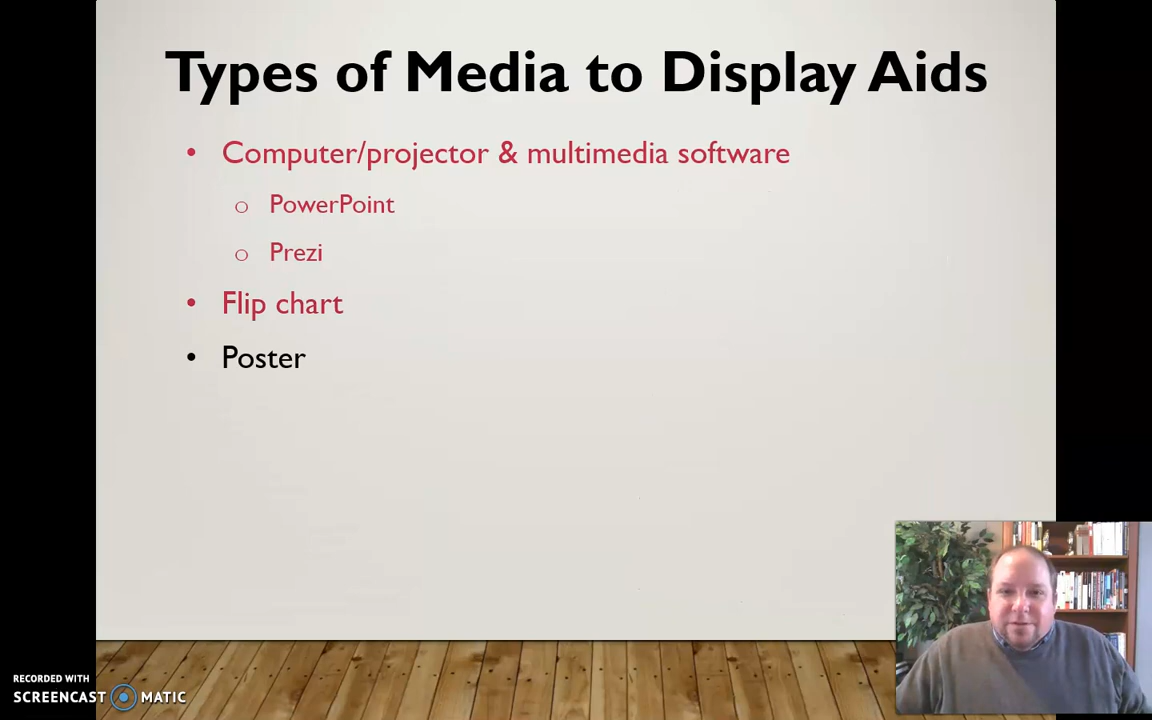 Types of Media to Display Aids
• Computer/projector & multimedia software
o PowerPoint
o Prezi
• Flip chart
• Poster
RECORDED WITH
SCREENCAST MATIC